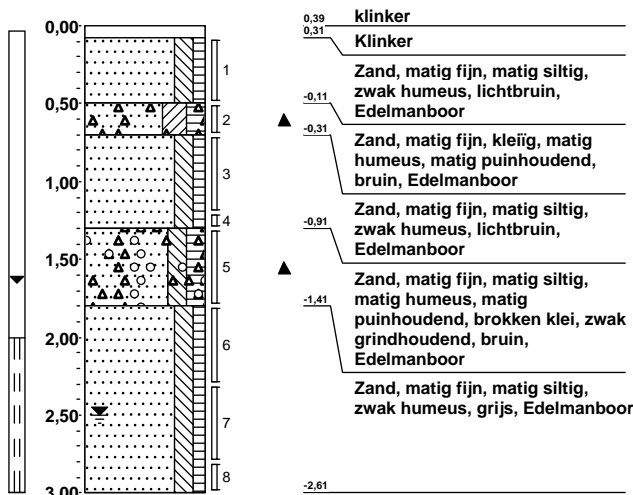 0,00
0,50
1,00
1,50
2,00
2,50
3,00
1
2
3
4
5
6
7
8
0,39
klinker
0,31
Klinker
Zand, matig fijn, matig siltig,
zwak humeus, lichtbruin,
Edelmanboor
-0,11
Zand, matig fijn, kleiïg, matig
humeus, matig puinhoudend,
bruin, Edelmanboor
-0,31
Zand, matig fijn, matig siltig,
zwak humeus, lichtbruin,
Edelmanboor
-0,91
Zand, matig fijn, matig siltig,
matig humeus, matig
puinhoudend, brokken klei, zwak
grindhoudend, bruin,
Edelmanboor
-1,41
Zand, matig fijn, matig siltig,
zwak humeus, grijs, Edelmanboor
-2,61